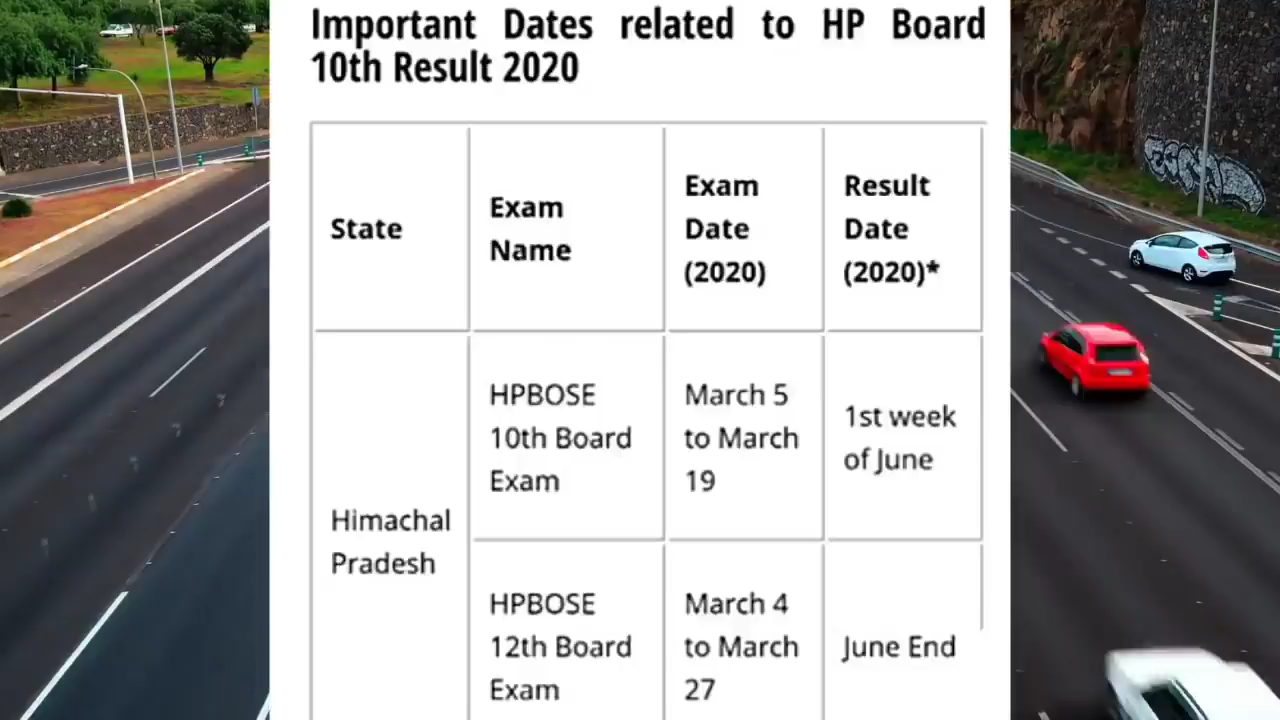 Important Dates related to HP Board
10th Result 2020
State
Exam
Name
Exam
Date
(2020)
Result
Date
(2020)*
Himachal
Pradesh
HPBOSE
10th Board
Exam
March 5
to March
19
1st week
of June
HPBOSE
12th Board
Exam
March 4
to March
27
June End